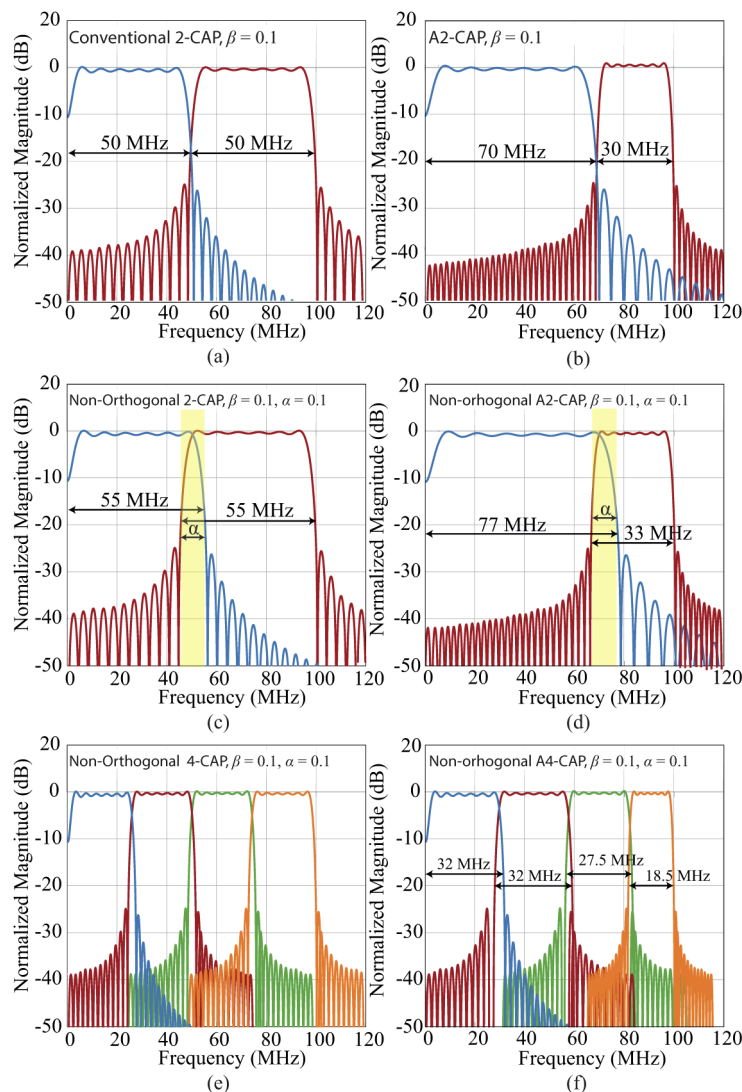 Conventional 2-CAP, β = 0.1
Normalized Magnitude (dB)
20
0
-10
-20
-30
-40
-50
50 MHz
50 MHz
0
20
40
60
80
100
120
Frequency (MHz)
(a)
A2-CAP, β = 0.1
Normalized Magnitude (dB)
20
0
-10
-20
-30
-40
-50
70 MHz
30 MHz
0
20
40
60
80
100
120
Frequency (MHz)
(b)
Non-Orthogonal 2-CAP, β = 0.1, α = 0.1
Normalized Magnitude (dB)
20
0
-10
-20
-30
-40
-50
55 MHz
55 MHz
α
0
20
40
60
80
100
120
Frequency (MHz)
(c)
Non-orhogonal A2-CAP, β = 0.1, α = 0.1
Normalized Magnitude (dB)
20
0
-10
-20
-30
-40
-50
α
77 MHz
33 MHz
0
20
40
60
80
100
120
Frequency (MHz)
(d)
Non-Orthogonal 4-CAP, β = 0.1, α = 0.1
Normalized Magnitude (dB)
20
0
-10
-20
-30
-40
-50
0
20
40
60
80
100
120
Frequency (MHz)
(e)
Non-orhogonal A4-CAP, β = 0.1, α = 0.1
Normalized Magnitude (dB)
20
0
-10
-20
-30
-40
-50
32 MHz
32 MHz
27.5 MHz
18.5 MHz
0
20
40
60
80
100
120
Frequency (MHz)
(f)